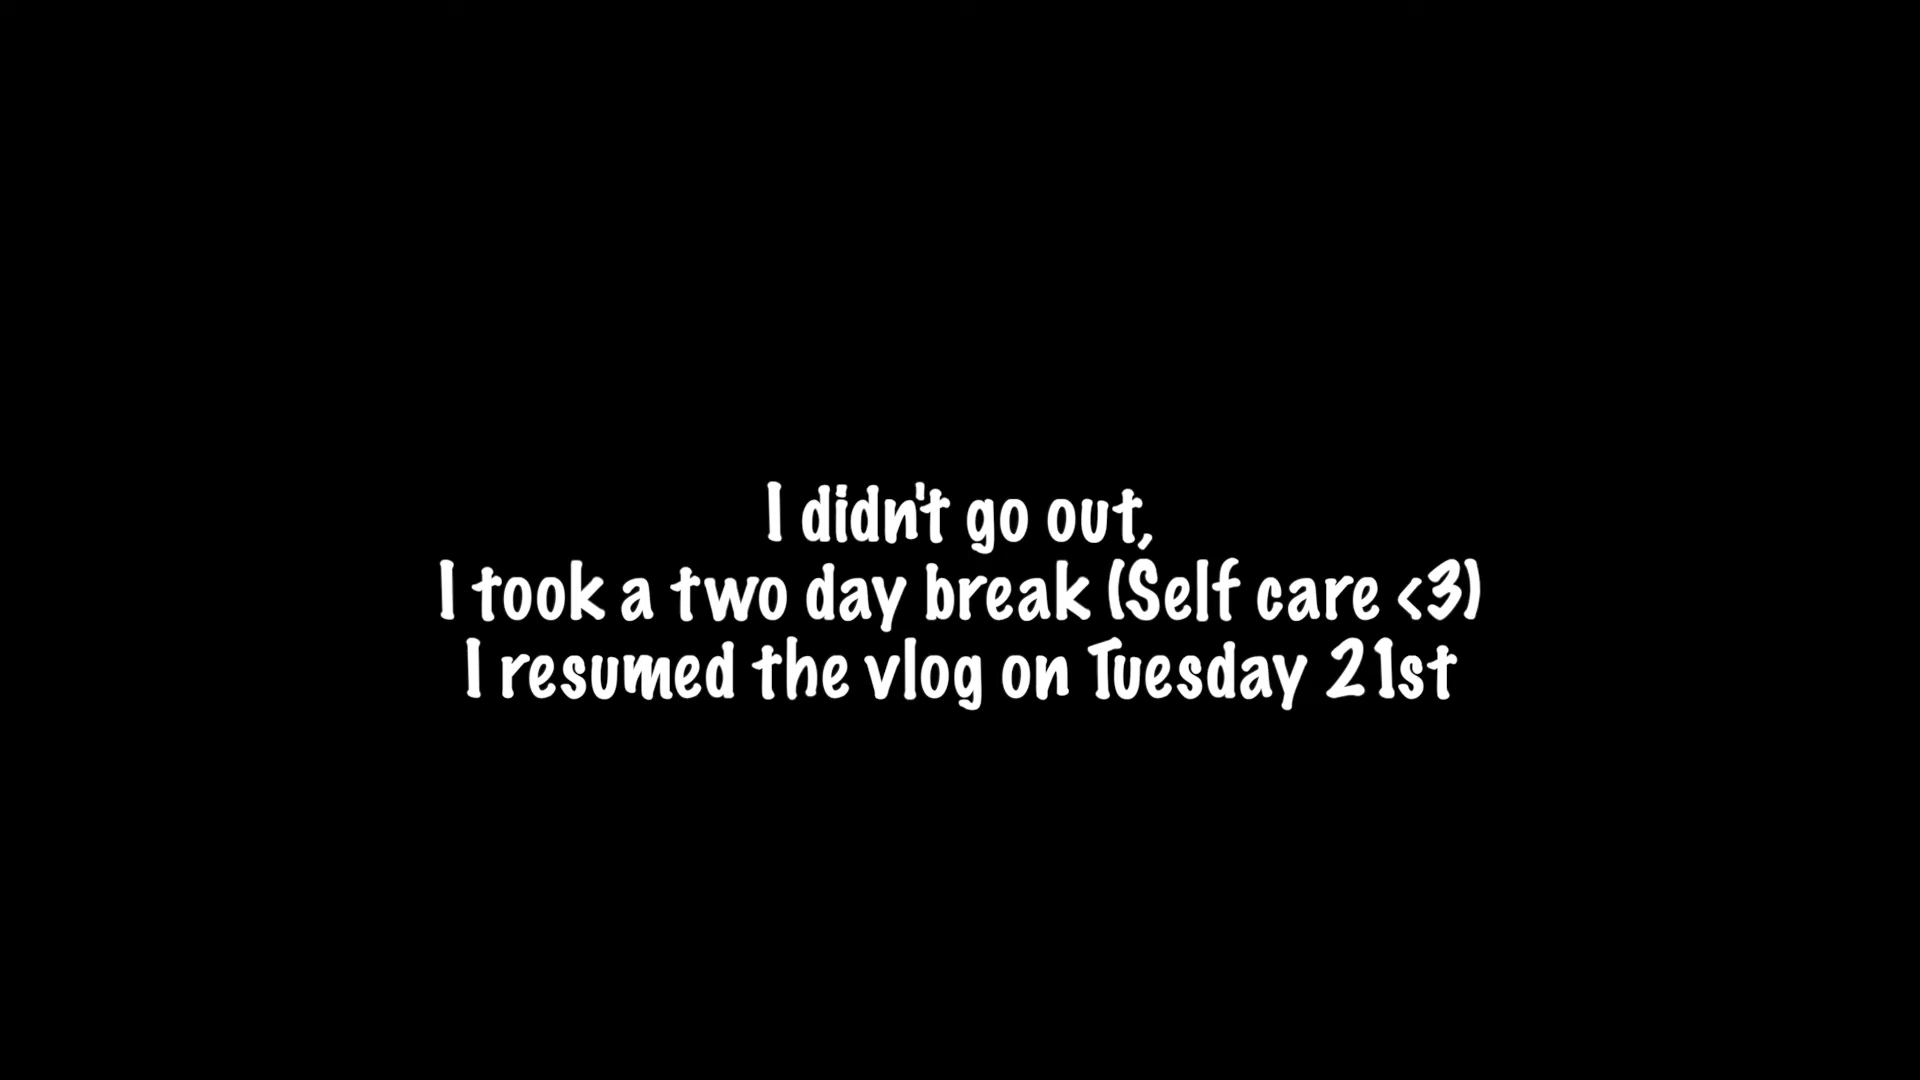 I didn't go out,
I took a two day break (Self care <3)
I resumed the vlog on Tuesday 21st